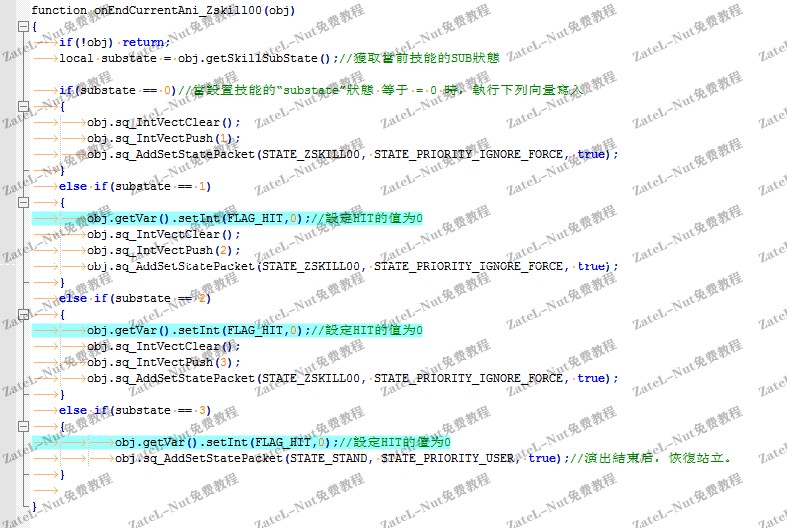 function onEndCurrentAni_Zskill00(obj)
{
if(!obj) return;
local substate = obj.getSkillSubState();//獲取當前技能的SUB狀態
if(substate == 0)//當設置技能的“substate”狀態 等于 = 0 時，執行下列向量寫入
{
obj.sq_IntVectClear();
obj.sq_IntVectPush(1);
obj.sq_AddSetStatePacket(STATE_ZSKILL00, STATE_PRIORITY_IGNORE_FORCE, true);
}
else if(substate == 1)
{
obj.getVar().setInt(FLAG_HIT,0);//設定HIT的值为0
obj.sq_IntVectClear();
obj.sq_IntVectPush(2);
obj.sq_AddSetStatePacket(STATE_ZSKILL00, STATE_PRIORITY_IGNORE_FORCE, true);
}
else if(substate == 2)
{
obj.getVar().setInt(FLAG_HIT,0);//設定HIT的值为0
obj.sq_IntVectClear();
obj.sq_IntVectPush(3);
obj.sq_AddSetStatePacket(STATE_ZSKILL00, STATE_PRIORITY_IGNORE_FORCE, true);
}
else if(substate == 3)
{
obj.getVar().setInt(FLAG_HIT,0);//設定HIT的值为0
obj.sq_AddSetStatePacket(STATE_STAND, STATE_PRIORITY_USER, true);//演出結束后，恢復站立。
}
}
ZateL-Nut免费教程